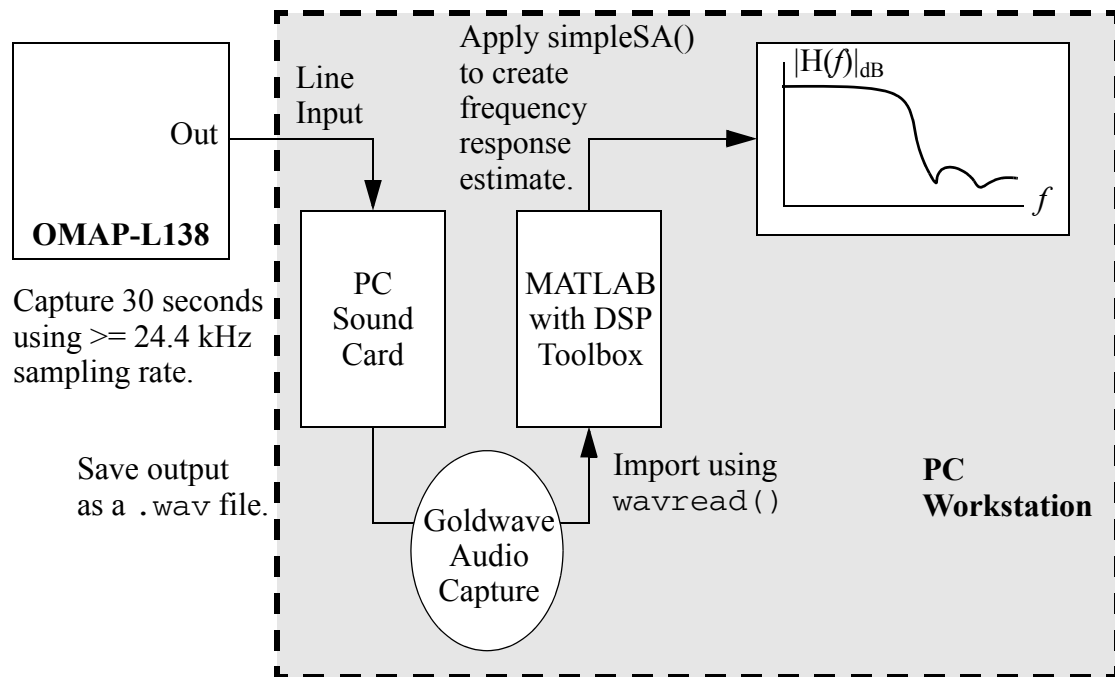 Out
OMAP-L138
Capture 30 seconds
using >= 24.4 kHz
sampling rate.
Save output
as a .wav file.
Line
Input
PC
Sound
Card
Goldwave
Audio
Capture
Import using
wavread()
MATLAB
with DSP
Toolbox
Apply simpleSA()
to create
frequency
response
estimate.
|H(f)|dB
f
PC
Workstation